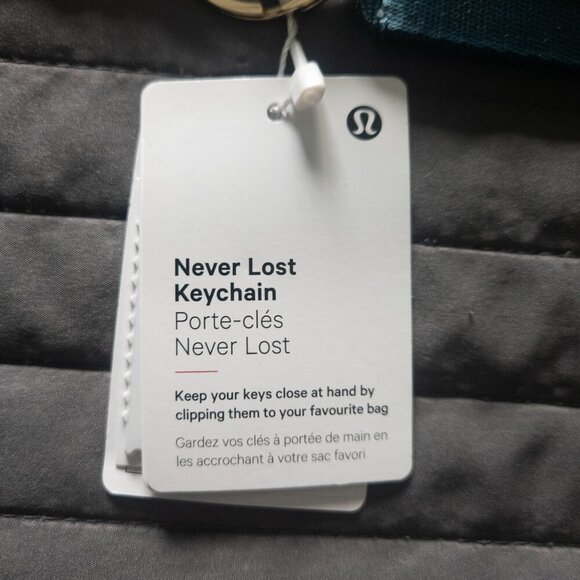 Never Lost
Keychain
Porte-clés
Never Lost
Keep your keys close at hand by
clipping them to your favourite bag
Gardez vos clés à portée de main en
les accrochant à votre sac favori